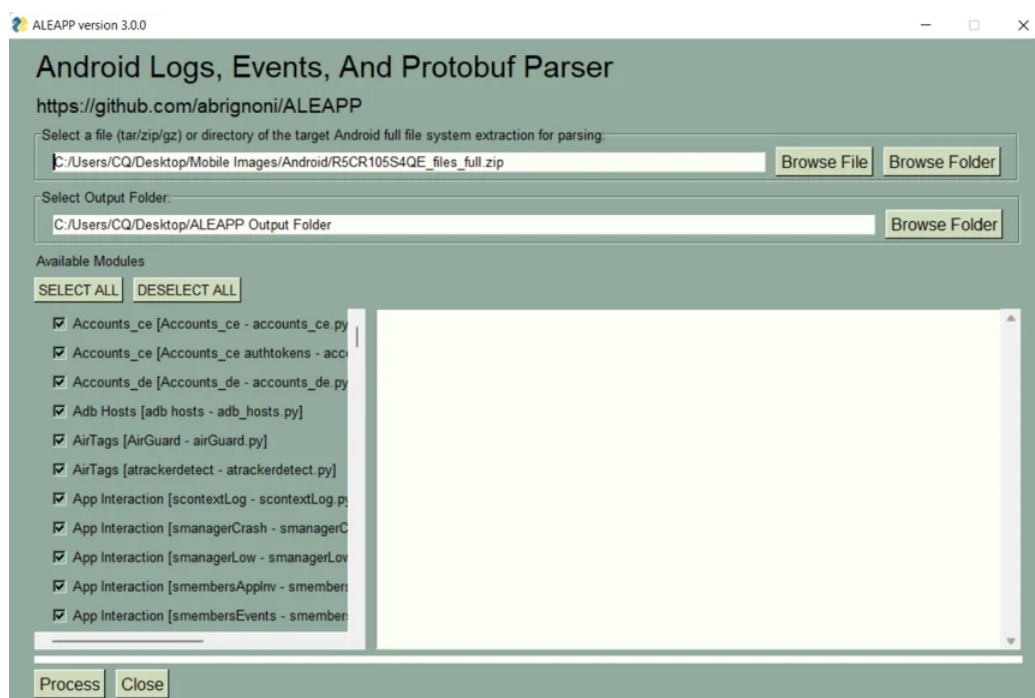 ALEAPP version 3.0.0
Android Logs, Events, And Protobuf Parser
https://github.com/abrignoni/ALEAPP
Select a file (tar/zip/gz) or directory of the target Android full file system extraction for parsing:
C:/Users/CQ/Desktop/Mobile Images/Android/R5CR105S4QE_files_full.zip
Browse File
Browse Folder
Select Output Folder:
C:/Users/CQ/Desktop/ALEAPP Output Folder
Browse Folder
Available Modules
SELECT ALL
DESELECT ALL
Accounts_ce [Accounts_ce - accounts_ce.py
Accounts_ce [Accounts_ce authtokens - acc
Accounts_de [Accounts_de - accounts_de.py
Adb Hosts [adb hosts - adb_hosts.py]
AirTags [AirGuard - airGuard.py]
AirTags [atrackerdetect - atrackerdetect.py]
App Interaction [scontextLog - scontextLog.py
App Interaction [smanagerCrash - smanagerC
App Interaction [smanagerLow - smanagerLow
App Interaction [smembersAppInv - smembers
App Interaction [smembersEvents - smember
Process
Close